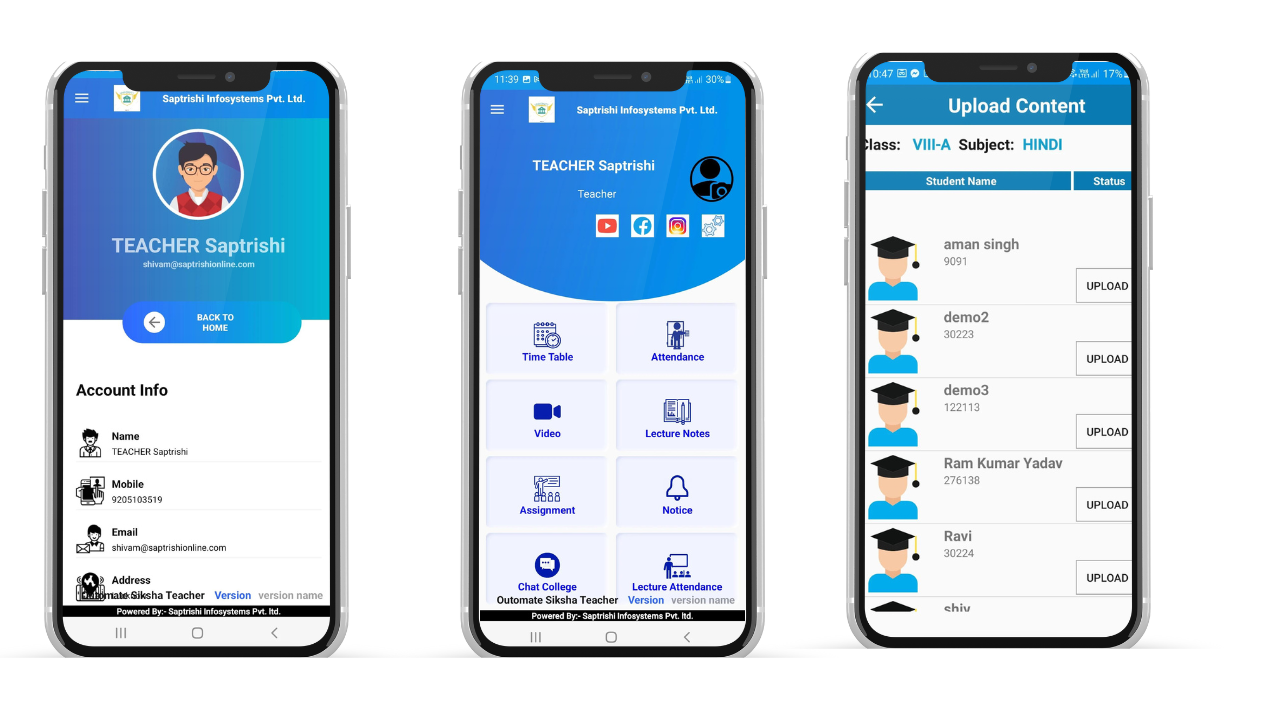 Saptrishi Infosystems Pvt. Ltd.
TEACHER Saptrishi
shivam@saptrishionline.com
BACK TO
HOME
Account Info
Name
TEACHER Saptrishi
Mobile
9205103519
Email
shivam@saptrishionline.com
Address
Outomate Siksha Teacher Version version name
Powered By:- Saptrishi Infosystems Pvt. ltd.
11:39 30%
Saptrishi Infosystems Pvt. Ltd.
TEACHER Saptrishi
Teacher
Time Table Attendance
Video Lecture Notes
Assignment Notice
Chat College Lecture Attendance
Outomate Siksha Teacher Version version name
Powered By:- Saptrishi Infosystems Pvt. ltd.
0:47 17%
Upload Content
Class: VIII-A Subject: HINDI
Student Name Status
aman singh
9091
UPLOAD
demo2
30223
UPLOAD
demo3
122113
UPLOAD
Ram Kumar Yadav
276138
UPLOAD
Ravi
30224
UPLOAD
shiv